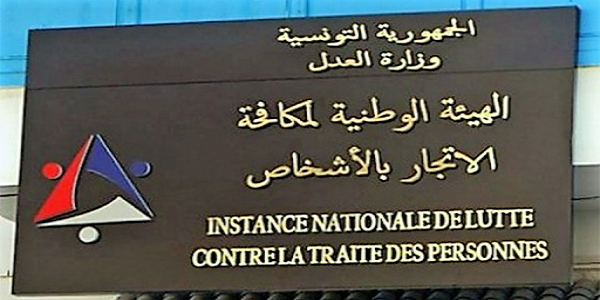 الجمهورية التونسية
وزارة العدل
الهيئة الوطنية لمكافحة
الاتجار بالأشخاص
INSTANCE NATIONALE DE LUTTE
CONTRE LA TRAITE DES PERSONNES